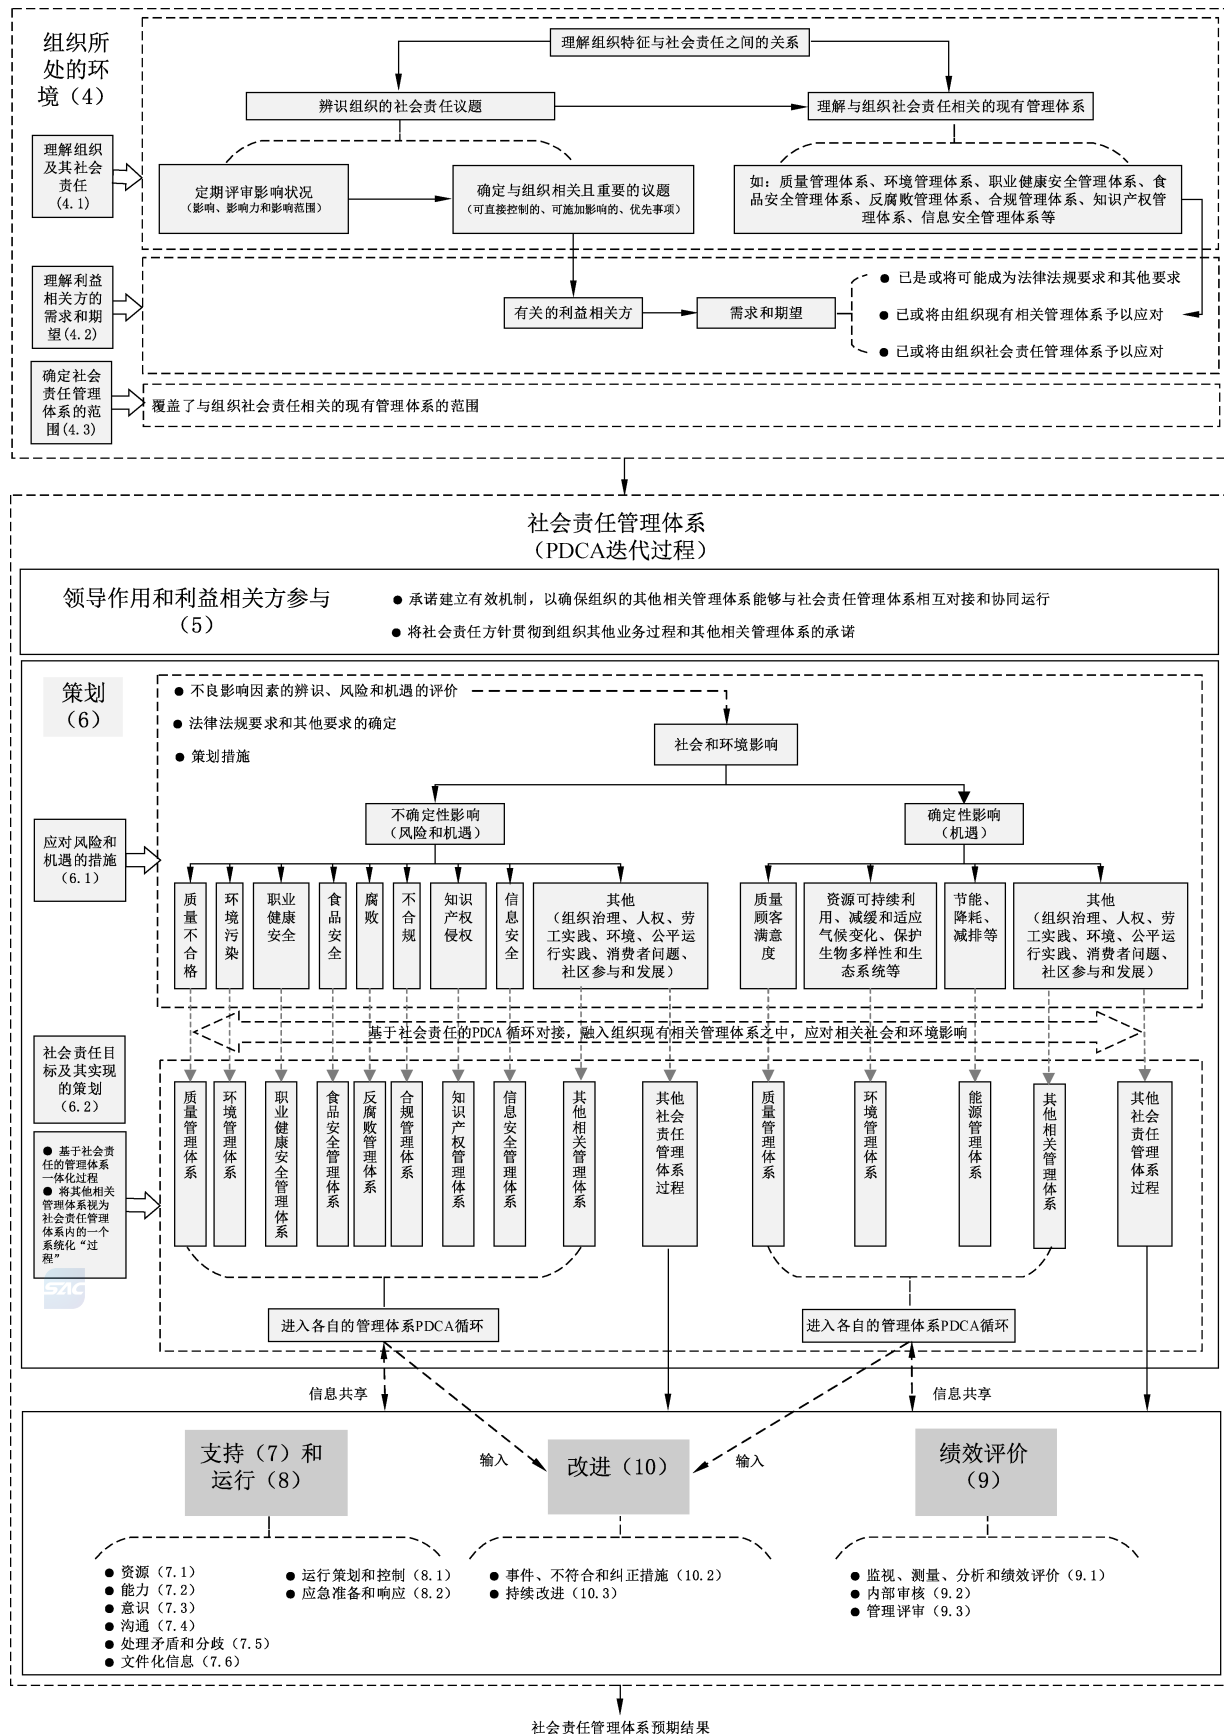 组织所
处的环
境（4）
理解组织特征与社会责任之间的关系
辨识组织的社会责任议题
理解与组织社会责任相关的现有管理体系
理解组织
及其社会
责任
(4.1)
定期评审影响状况
（影响、影响力和影响范围）
确定与组织相关且重要的议题
（可直接控制的、可施加影响的、优先事项）
如：质量管理体系、环境管理体系、职业健康安全管理体系、食
品安全管理体系、反腐败管理体系、合规管理体系、知识产权管
理体系、信息安全管理体系等
理解利益
相关方的
需求和期
望(4.2)
有关的利益相关方
需求和期望
● 已是或将可能成为法律法规要求和其他要求
● 已或将由组织现有相关管理体系予以应对
● 已或将由组织社会责任管理体系予以应对
确定社会
责任管理
体系的范
围(4.3)
覆盖了与组织社会责任相关的现有管理体系的范围
社会责任管理体系
（PDCA迭代过程）
领导作用和利益相关方参与
（5）
● 承诺建立有效机制，以确保组织的其他相关管理体系能够与社会责任管理体系相互对接和协同运行
● 将社会责任方针贯彻到组织其他业务过程和其他相关管理体系的承诺
策划
（6）
● 不良影响因素的辨识、风险和机遇的评价
● 法律法规要求和其他要求的确定
● 策划措施
社会和环境影响
不确定性影响
（风险和机遇）
确定性影响
（机遇）
应对风险和
机遇的措施
（6.1）
质量不合格
环境污染
职业
健康
安全
食品安全
腐败
不合规
知识
产权
侵权
信息安全
其他
（组织治理、人权、劳
工实践、环境、公平运
行实践、消费者问题、
社区参与和发展）
质量
顾客
满意
度
资源可持续利
用、减缓和适应
气候变化、保护
生物多样性和生
态系统等
节能、
降耗、
减排等
其他
（组织治理、人权、劳
工实践、环境、公平运
行实践、消费者问题、
社区参与和发展）
基于社会责任的PDCA 循环对接，融入组织现有相关管理体系之中，应对相关社会和环境影响
社会责任目
标及其实现
的策划
（6.2）
● 基于社会责
任的管理体系
一体化过程
● 将其他相关
管理体系视为
社会责任管理
体系内的一个
系统化“过
程”
SAC
质量管理体系
环境管理体系
职业健康安全管理体系
食品安全管理体系
反腐败管理体系
合规管理体系
知识产权管理体系
信息安全管理体系
其他相关管理体系
其他
社会
责任
管理
体系
过程
质量管理体系
环境管理体系
能源管理体系
其他相关管理体系
其他
社会
责任
管理
体系
过程
进入各自的管理体系PDCA循环
进入各自的管理体系PDCA循环
信息共享
信息共享
支持（7）和
运行（8）
输入
改进（10）
输入
绩效评价
（9）
● 资源（7.1）
● 能力（7.2）
● 意识（7.3）
● 沟通（7.4）
● 处理矛盾和分歧（7.5）
● 文件化信息（7.6）
● 运行策划和控制（8.1）
● 应急准备和响应（8.2）
● 事件、不符合和纠正措施（10.2）
● 持续改进（10.3）
● 监视、测量、分析和绩效评价（9.1）
● 内部审核（9.2）
● 管理评审（9.3）
社会责任管理体系预期结果